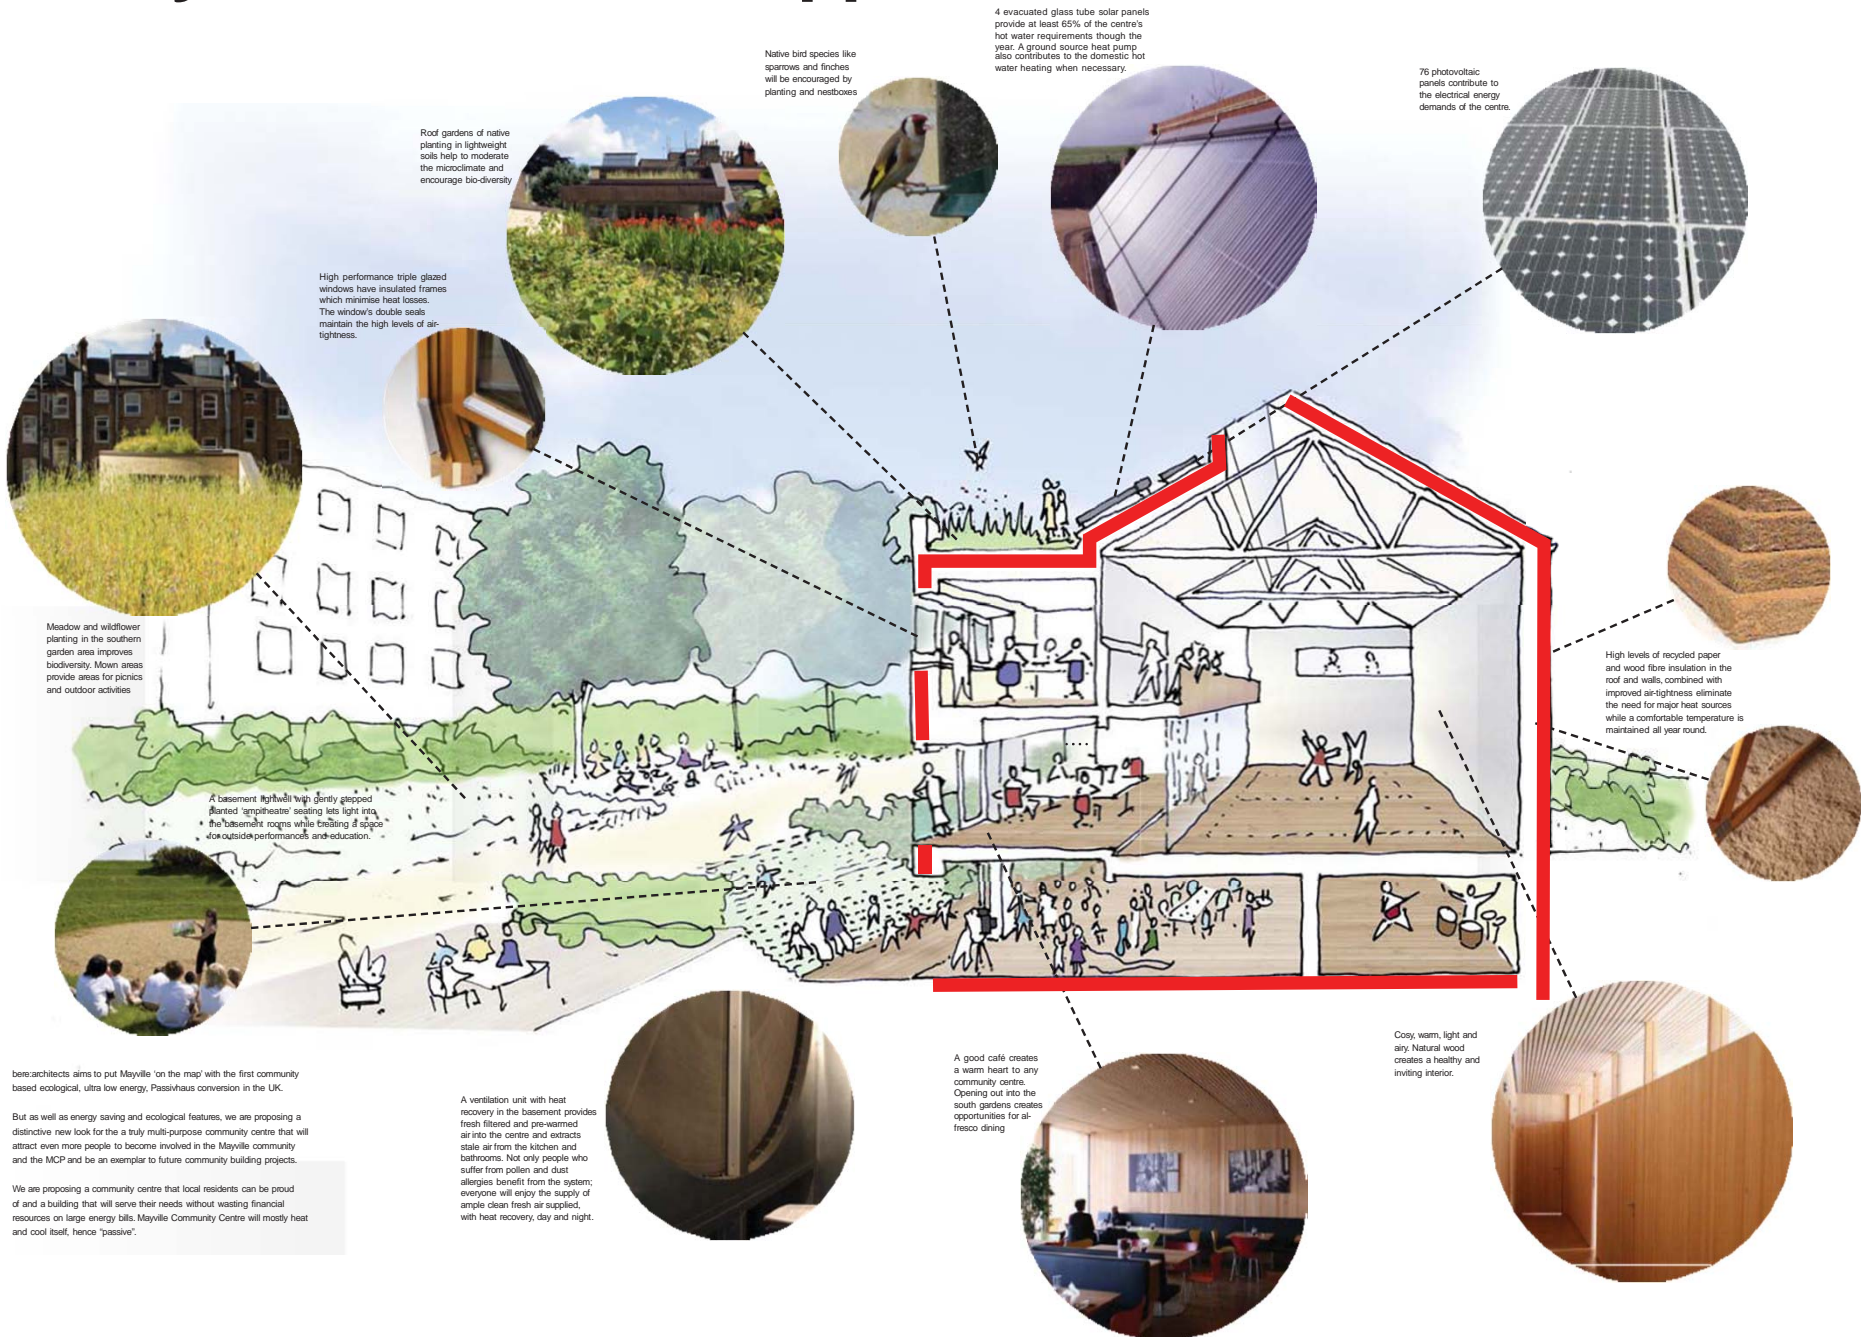 4 evacuated glass tube solar panels
provide at least 65% of the centre's
hot water requirements though the
year. A ground source heat pump
also contributes to the domestic hot
water heating when necessary.
Native bird species like
sparrows and finches
will be encouraged by
planting and nestboxes
76 photovoltaic
panels contribute to
the electrical energy
demands of the centre.
Roof gardens of native
planting in lightweight
soils help to moderate
the microclimate and
encourage bio-diversity
High performance triple glazed
windows have insulated frames
which minimise heat losses.
The window's double seals
maintain the high levels of air-
tightness.
Meadow and wildflower
planting in the southern
garden area improves
biodiversity. Mown areas
provide areas for picnics
and outdoor activities
High levels of recycled paper
and wood fibre insulation in the
roof and walls, combined with
improved air-tightness eliminate
the need for major heat sources
while a comfortable temperature is
maintained all year round.
A basement lightwell with gently stepped
planted 'ampitheatre' seating lets light into
the basement rooms while creating a space
for outside performances and education.
bere:architects aims to put Mayville 'on the map' with the first community
based ecological, ultra low energy, Passivhaus conversion in the UK.
But as well as energy saving and ecological features, we are proposing a
distinctive new look for the a truly multi-purpose community centre that will
attract even more people to become involved in the Mayville community
and the MCP and be an exemplar to future community building projects.
We are proposing a community centre that local residents can be proud
of and a building that will serve their needs without wasting financial
resources on large energy bills. Mayville Community Centre will mostly heat
and cool itself, hence "passive".
A ventilation unit with heat
recovery in the basement provides
fresh filtered and pre-warmed
air into the centre and extracts
stale air from the kitchen and
bathrooms. Not only people who
suffer from pollen and dust
allergies benefit from the system;
everyone will enjoy the supply of
ample clean fresh air supplied,
with heat recovery, day and night.
A good café creates
a warm heart to any
community centre.
Opening out into the
south gardens creates
opportunities for al-
fresco dining
Cosy, warm, light and
airy. Natural wood
creates a healthy and
inviting interior.